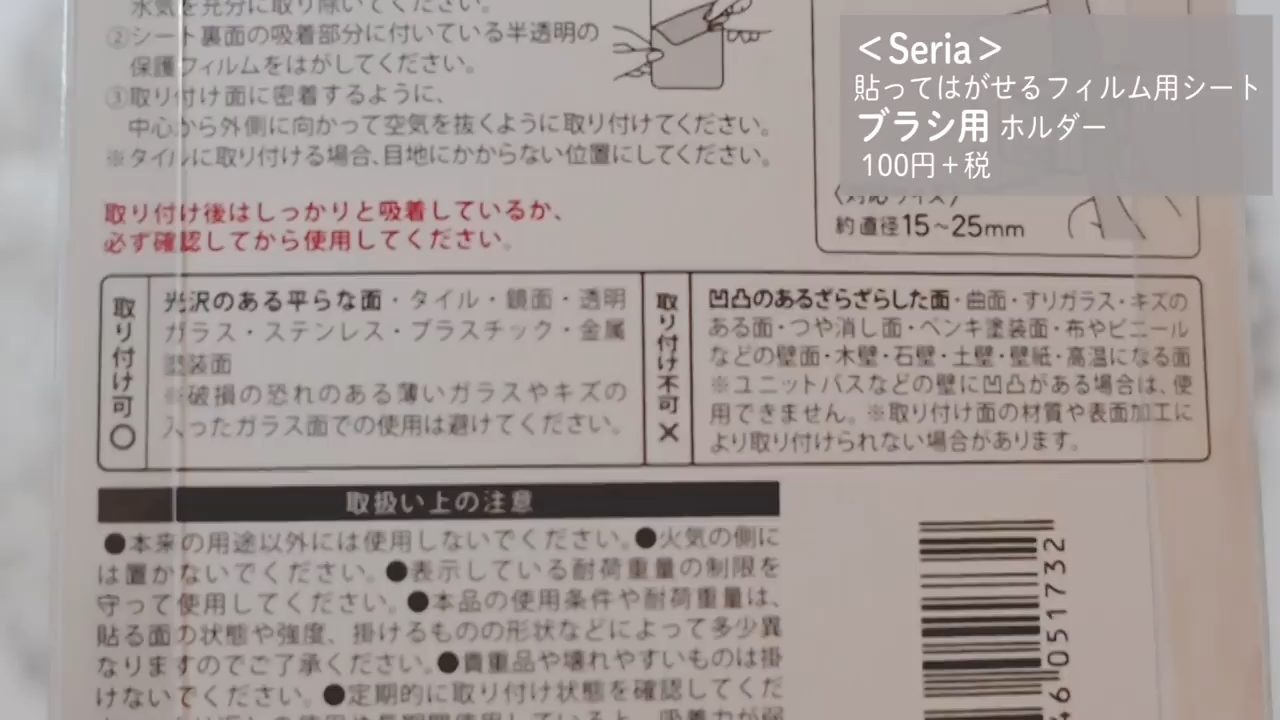 水気を充分に取り除いてください。
②シート裏面の吸着部分に付いている半透明の
保護フィルムをはがしてください。
③取り付け面に密着するように、
中心から外側に向かって空気を抜くように取り付けてください。
※タイルに取り付ける場合、目地にかからない位置にしてください。
取り付け後はしっかりと吸着しているか、
必ず確認してから使用してください。
<Seria>
貼ってはがせるフィルム用シート
ブラシ用 ホルダー
100円+税
〈対応サイズ〉
約直径15~25mm
取り付け可○
光沢のある平らな面・タイル・鏡面・透明
ガラス・ステンレス・プラスチック・金属
塗装面
※破損の恐れのある薄いガラスやキズの
入ったガラス面での使用は避けてください。
取り付け不可×
凹凸のあるざらざらした面・曲面・すりガラス・キズの
ある面・つや消し面・ペンキ塗装面・布やビニール
などの壁面・木壁・石壁・土壁・壁紙・高温になる面
※ユニットバスなどの壁に凹凸がある場合は、使
用できません。※取り付け面の材質や表面加工に
より取り付けられない場合があります。
取扱い上の注意
●本来の用途以外には使用しないでください。●火気の側に
は置かないでください。●表示している耐荷重量の制限を
守って使用してください。●本品の使用条件や耐荷重量は、
貼る面の状態や強度、掛けるものの形状などによって多少異
なりますのでご了承ください。●貴重品や壊れやすいものは掛
けないでください。●定期的に取り付け状態を確認してくだ
6051732